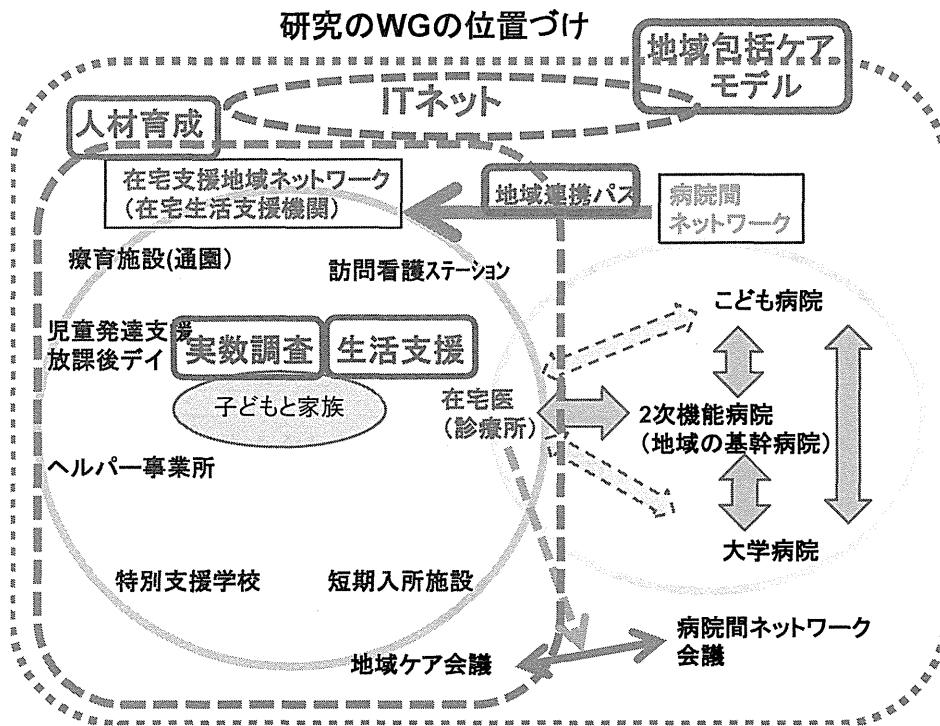 研究のWGの位置づけ
地域包括ケア
モデル
ITネット
人材育成
在宅支援地域ネットワーク
（在宅生活支援機関）
地域連携パス
病院間
ネットワーク
療育施設(通園）
訪問看護ステーション
こども病院
児童発達支援
放課後デイ
実数調査
生活支援
子どもと家族
在宅医
（診療所）
2次機能病院
（地域の基幹病院）
ヘルパー事業所
大学病院
特別支援学校
短期入所施設
病院間ネットワーク
会議
地域ケア会議